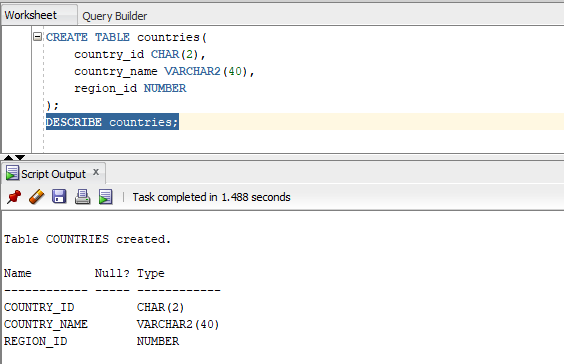 Worksheet Query Builder
CREATE TABLE countries(
country_id CHAR(2),
country_name VARCHAR2(40),
region_id NUMBER
);
DESCRIBE countries;
Script Output x
Task completed in 1.488 seconds
Table COUNTRIES created.
Name Null? Type
------------ ----- ------------
COUNTRY_ID CHAR(2)
COUNTRY_NAME VARCHAR2(40)
REGION_ID NUMBER